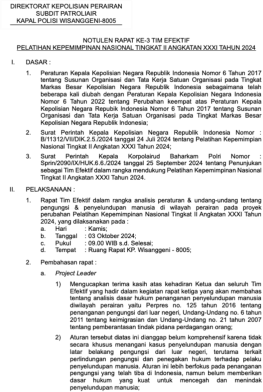 DIREKTORAT KEPOLISIAN PERAIRAN
SUBDIT PATROLIAIR
KAPAL POLISI WISANGGENI-8005
NOTULEN RAPAT KE-3 TIM EFEKTIF
PELATIHAN KEPEMIMPINAN NASIONAL TINGKAT II ANGKATAN XXXI TAHUN 2024
I. DASAR :
1. Peraturan Kepala Kepolisian Negara Republik Indonesia Nomor 6 Tahun 2017
tentang Susunan Organisasi dan Tata Kerja Satuan Organisasi pada Tingkat
Markas Besar Kepolisian Negara Republik Indonesia sebagaimana telah
beberapa kali diubah dengan Peraturan Kepala Kepolisian Negara Indonesia
Nomor 6 Tahun 2022 tentang Perubahan keempat atas Peraturan Kepala
Kepolisian Negara Republik Indonesia Nomor 6 Tahun 2017 tentang Susunan
Organisasi dan Tata Kerja Satuan Organisasi pada Tingkat Markas Besar
Kepolisian Negara Republik Indonesia;
2. Surat Perintah Kepala Kepolisian Negara Republik Indonesia Nomor :
B/11312/VII/DIK.2.5./2024 tanggal 24 Juli 2024 tentang Pelatihan Kepemimpinan
Nasional Tingkat II Angkatan XXXI Tahun 2024;
3. Surat Perintah Kepala Korpolairud Baharkam Polri Nomor :
Sprin/2090/IX/HUK.6.6./2024 tanggal 25 September 2024 tentang Penunjukan
sebagai Tim Efektif dalam rangka mendukung Pelatihan Kepemimpinan Nasional
Tingkat II Angkatan XXXI Tahun 2024.
II. PELAKSANAAN :
1. Rapat Tim Efektif dalam rangka analisis peraturan & undang-undang tentang
pengungsi & penyelundupan manusia di wilayah perairan pada proyek
perubahan Pelatihan Kepemimpinan Nasional Tingkat II Angkatan XXXI Tahun
2024, yang dilaksanakan pada :
a. Hari : Kamis;
b. Tanggal : 03 Oktober 2024;
c. Pukul : 09.00 WIB s.d. Selesai;
d. Tempat : Ruang Rapat KP. Wisanggeni - 8005;
2. Pembahasan rapat :
a. Project Leader
1) Mengucapkan terima kasih atas kehadiran Ketua dan seluruh Tim
Efektif yang hadir dalam kegiatan rapat ketiga yang akan membahas
tentang analisis dasar hukum penanganan penyelundupan manusia
diwilayah perairan yaitu Perpres no. 125 tahun 2016 tentang
penanganan pengungsi dari luar negeri, Undang-Undang no. 6 tahun
2011 tentang keimigrasian dan Undang-Undang no. 21 tahun 2007
tentang pemberantasan tindak pidana perdagangan orang;
2) Aturan tersebut diatas ini dianggap belum komprehensif karena tidak
secara khusus menangani kasus penyelundupan manusia dengan
latar belakang pengungsi dari luar negeri, terutama terkait
perlindungan pengungsi dan penegakan hukum terhadap pelaku
penyelundupan manusia. Aturan ini lebih berfokus pada penanganan
pengungsi yang telah tiba di Indonesia, namun belum memberikan
dasar hukum yang kuat untuk mencegah dan menindak
penyelundupan manusia;